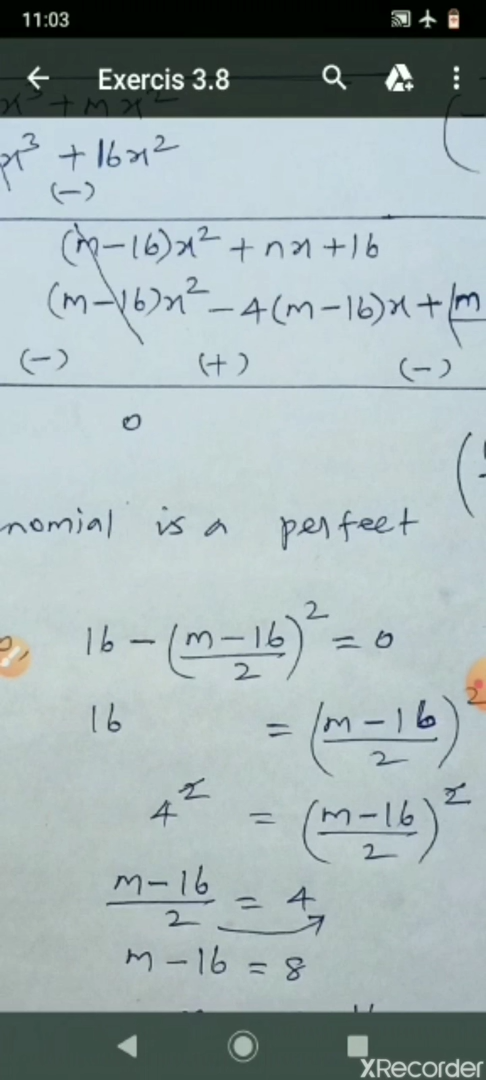 11:03
Exercis 3.8
x³ + mx²
x³ + 16x²
(-)
(m-16)x² + nx + 16
(m-16)x² - 4(m-16)x + (m
(-) (+) (-)
0
nomial is a perfeet
16 - ((m-16)/2)² = 0
16 = ((m-16)/2)²
4² = ((m-16)/2)²
(m-16)/2 = 4
m-16 = 8
XRecorder